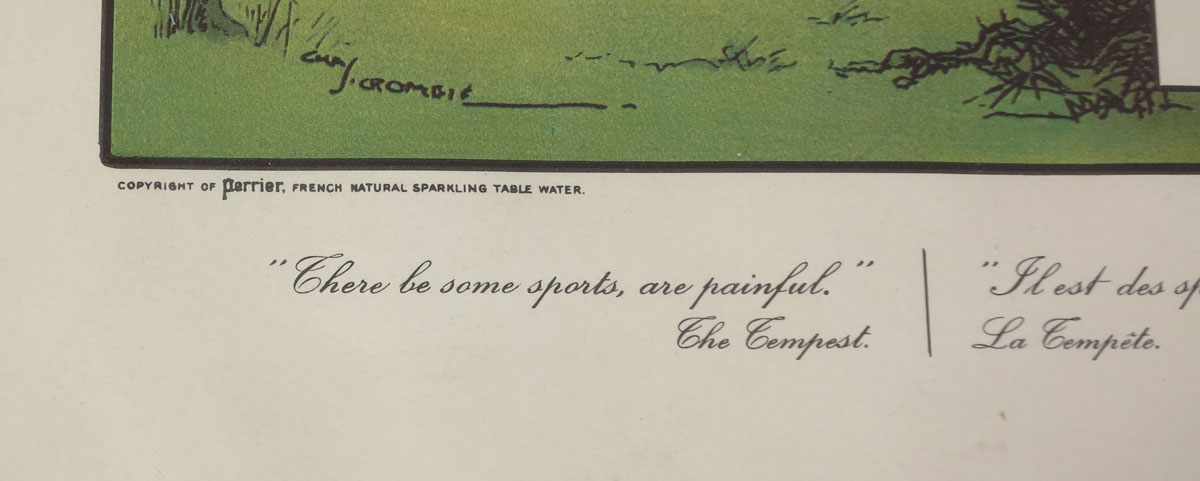 CHAS. CROMBIE
COPYRIGHT OF Perrier, FRENCH NATURAL SPARKLING TABLE WATER.
"There be some sports, are painful."
The Tempest.
"Il est des sp
La Tempête.